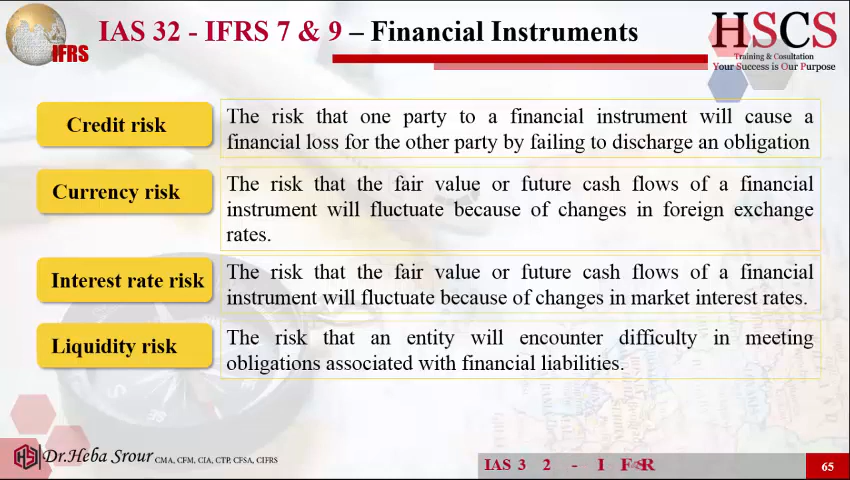 IAS 32 - IFRS 7 & 9 – Financial Instruments
IFRS
HSCS
Training & Csultation
Your Success is Our Purpose
Credit risk
The risk that one party to a financial instrument will cause a
financial loss for the other party by failing to discharge an obligation
Currency risk
The risk that the fair value or future cash flows of a financial
instrument will fluctuate because of changes in foreign exchange
rates.
Interest rate risk
The risk that the fair value or future cash flows of a financial
instrument will fluctuate because of changes in market interest rates.
Liquidity risk
The risk that an entity will encounter difficulty in meeting
obligations associated with financial liabilities.
HS Dr.Heba Srour CMA, CFM, CIA, CTP, CFSA, CIFRS
IAS 3 2 - I F
65